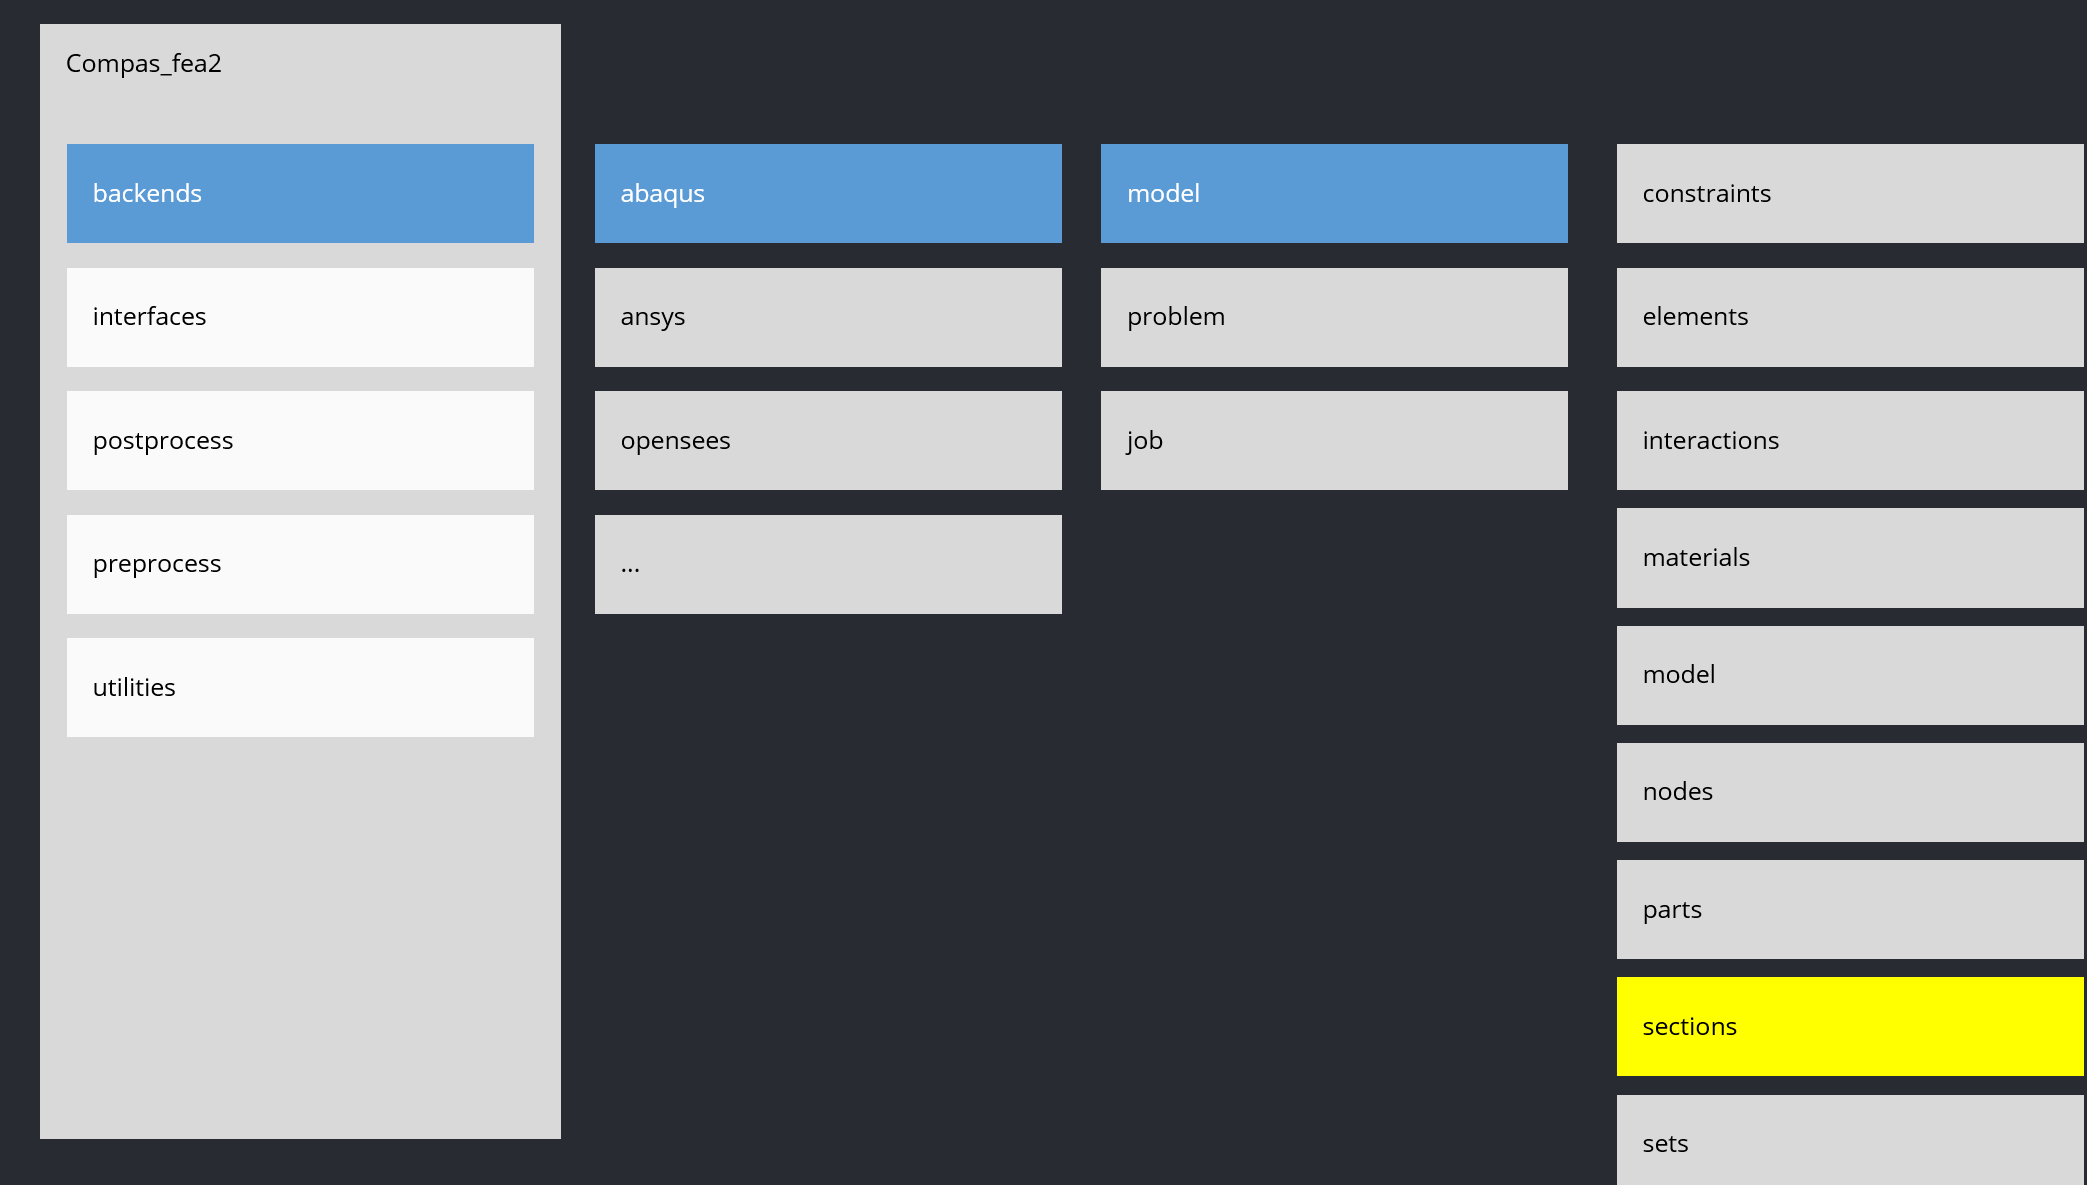 Compas_fea2
backends
interfaces
postprocess
preprocess
utilities
abaqus
ansys
opensees
...
model
problem
job
constraints
elements
interactions
materials
model
nodes
parts
sections
sets